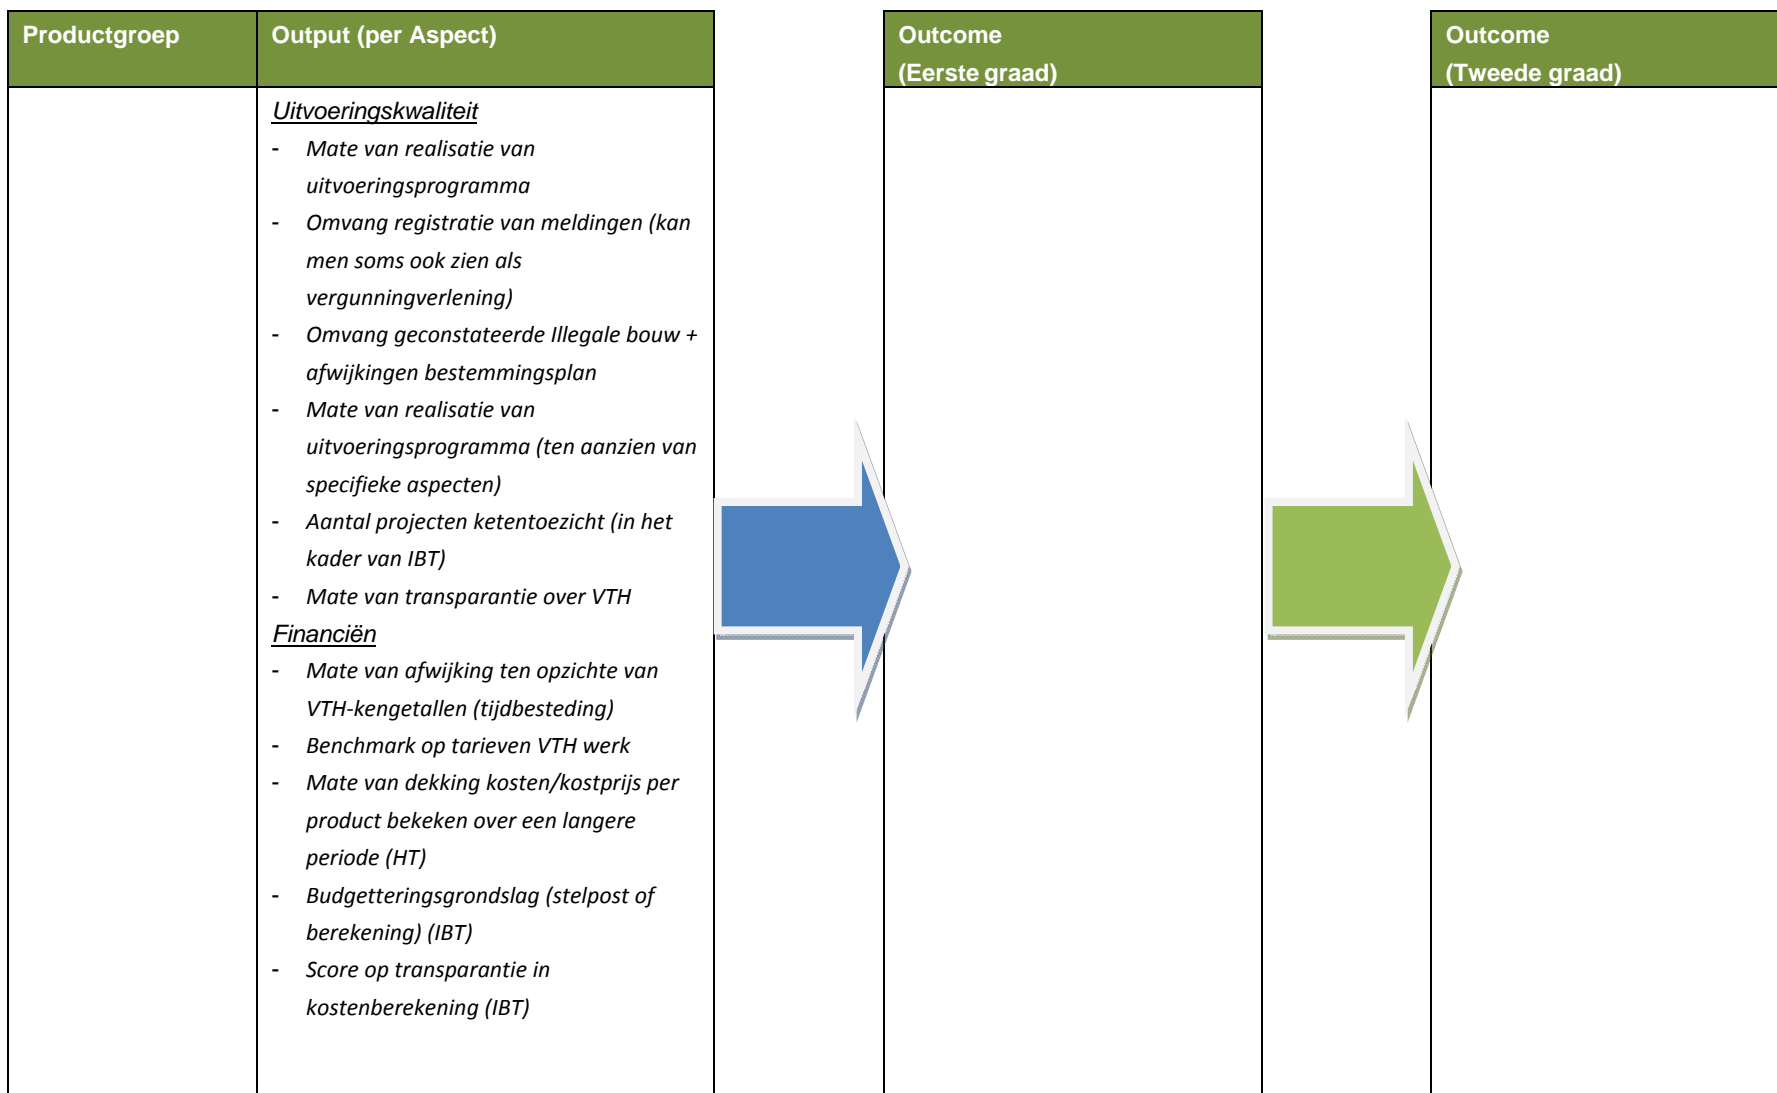 Productgroep
Output (per Aspect)
Outcome
(Eerste graad)
Outcome
(Tweede graad)
Uitvoeringskwaliteit
- Mate van realisatie van
uitvoeringsprogramma
- Omvang registratie van meldingen (kan
men soms ook zien als
vergunningverlening)
- Omvang geconstateerde Illegale bouw +
afwijkingen bestemmingsplan
- Mate van realisatie van
uitvoeringsprogramma (ten aanzien van
specifieke aspecten)
- Aantal projecten ketentoezicht (in het
kader van IBT)
- Mate van transparantie over VTH
Financiën
- Mate van afwijking ten opzichte van
VTH-kengetallen (tijdbesteding)
- Benchmark op tarieven VTH werk
- Mate van dekking kosten/kostprijs per
product bekeken over een langere
periode (HT)
- Budgetteringsgrondslag (stelpost of
berekening) (IBT)
- Score op transparantie in
kostenberekening (IBT)